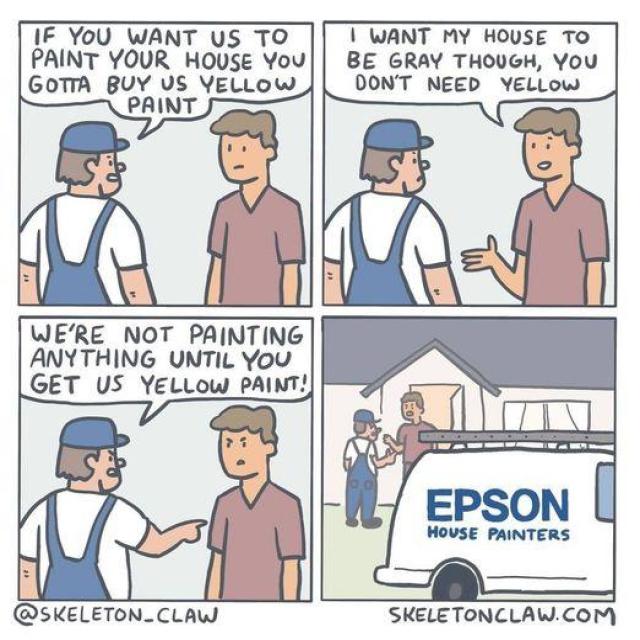 IF YOU WANT US TO
PAINT YOUR HOUSE YOU
GOTTA BUY US YELLOW
PAINT
I WANT MY HOUSE TO
BE GRAY THOUGH, YOU
DON'T NEED YELLOW
WE'RE NOT PAINTING
ANYTHING UNTIL YOU
GET US YELLOW PAINT!
EPSON
HOUSE PAINTERS
@SKELETON_CLAW
SKELETONCLAW.COM